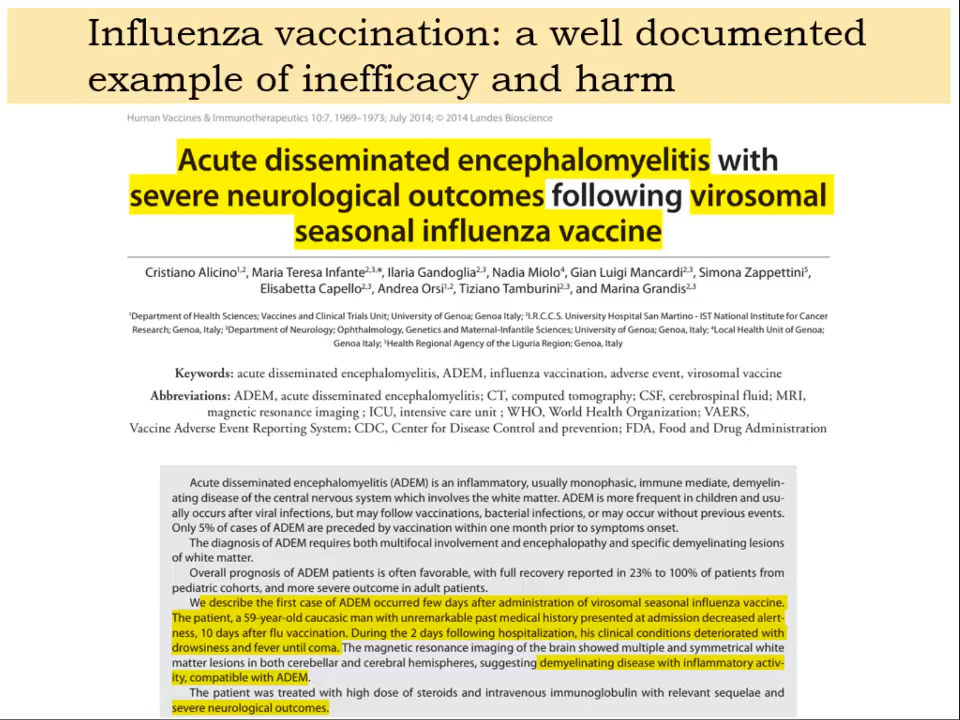 Influenza vaccination: a well documented
example of inefficacy and harm
Human Vaccines & Immunotherapeutics 10:7, 1969–1973; July 2014; © 2014 Landes Bioscience
Acute disseminated encephalomyelitis with
severe neurological outcomes following virosomal
seasonal influenza vaccine
Cristiano Alicino1,2, Maria Teresa Infante2,3,*, Ilaria Gandoglia2,3, Nadia Miolo4, Gian Luigi Mancardi2,3, Simona Zappettini5,
Elisabetta Capello2,3, Andrea Orsi1,2, Tiziano Tamburini2,3, and Marina Grandis2,3
1Department of Health Sciences; Vaccines and Clinical Trials Unit; University of Genoa; Genoa Italy; 2I.R.C.C.S. University Hospital San Martino - IST National Institute for Cancer
Research; Genoa, Italy; 3Department of Neurology; Ophthalmology, Genetics and Maternal-Infantile Sciences; University of Genoa; Genoa, Italy; 4Local Health Unit of Genoa;
Genoa Italy; 5Health Regional Agency of the Liguria Region; Genoa, Italy
Keywords: acute disseminated encephalomyelitis, ADEM, influenza vaccination, adverse event, virosomal vaccine
Abbreviations: ADEM, acute disseminated encephalomyelitis; CT, computed tomography; CSF, cerebrospinal fluid; MRI,
magnetic resonance imaging ; ICU, intensive care unit ; WHO, World Health Organization; VAERS,
Vaccine Adverse Event Reporting System; CDC, Center for Disease Control and prevention; FDA, Food and Drug Administration
Acute disseminated encephalomyelitis (ADEM) is an inflammatory, usually monophasic, immune mediate, demyelin-
ating disease of the central nervous system which involves the white matter. ADEM is more frequent in children and usu-
ally occurs after viral infections, but may follow vaccinations, bacterial infections, or may occur without previous events.
Only 5% of cases of ADEM are preceded by vaccination within one month prior to symptoms onset.
The diagnosis of ADEM requires both multifocal involvement and encephalopathy and specific demyelinating lesions
of white matter.
Overall prognosis of ADEM patients is often favorable, with full recovery reported in 23% to 100% of patients from
pediatric cohorts, and more severe outcome in adult patients.
We describe the first case of ADEM occurred few days after administration of virosomal seasonal influenza vaccine.
The patient, a 59-year-old caucasic man with unremarkable past medical history presented at admission decreased alert-
ness, 10 days after flu vaccination. During the 2 days following hospitalization, his clinical conditions deteriorated with
drowsiness and fever until coma. The magnetic resonance imaging of the brain showed multiple and symmetrical white
matter lesions in both cerebellar and cerebral hemispheres, suggesting demyelinating disease with inflammatory activ-
ity, compatible with ADEM.
The patient was treated with high dose of steroids and intravenous immunoglobulin with relevant sequelae and
severe neurological outcomes.